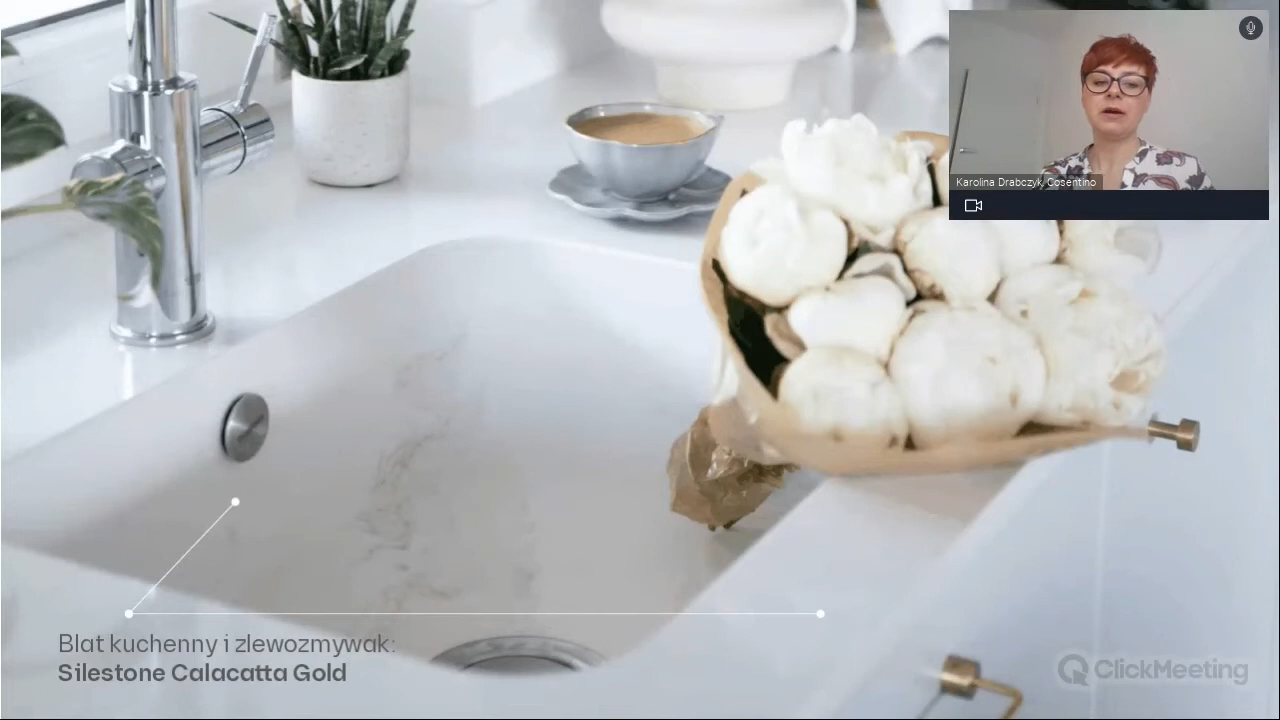 Karolina Drabczyk, Cosentino
Blat kuchenny i zlewozmywak:
Silestone Calacatta Gold
ClickMeeting